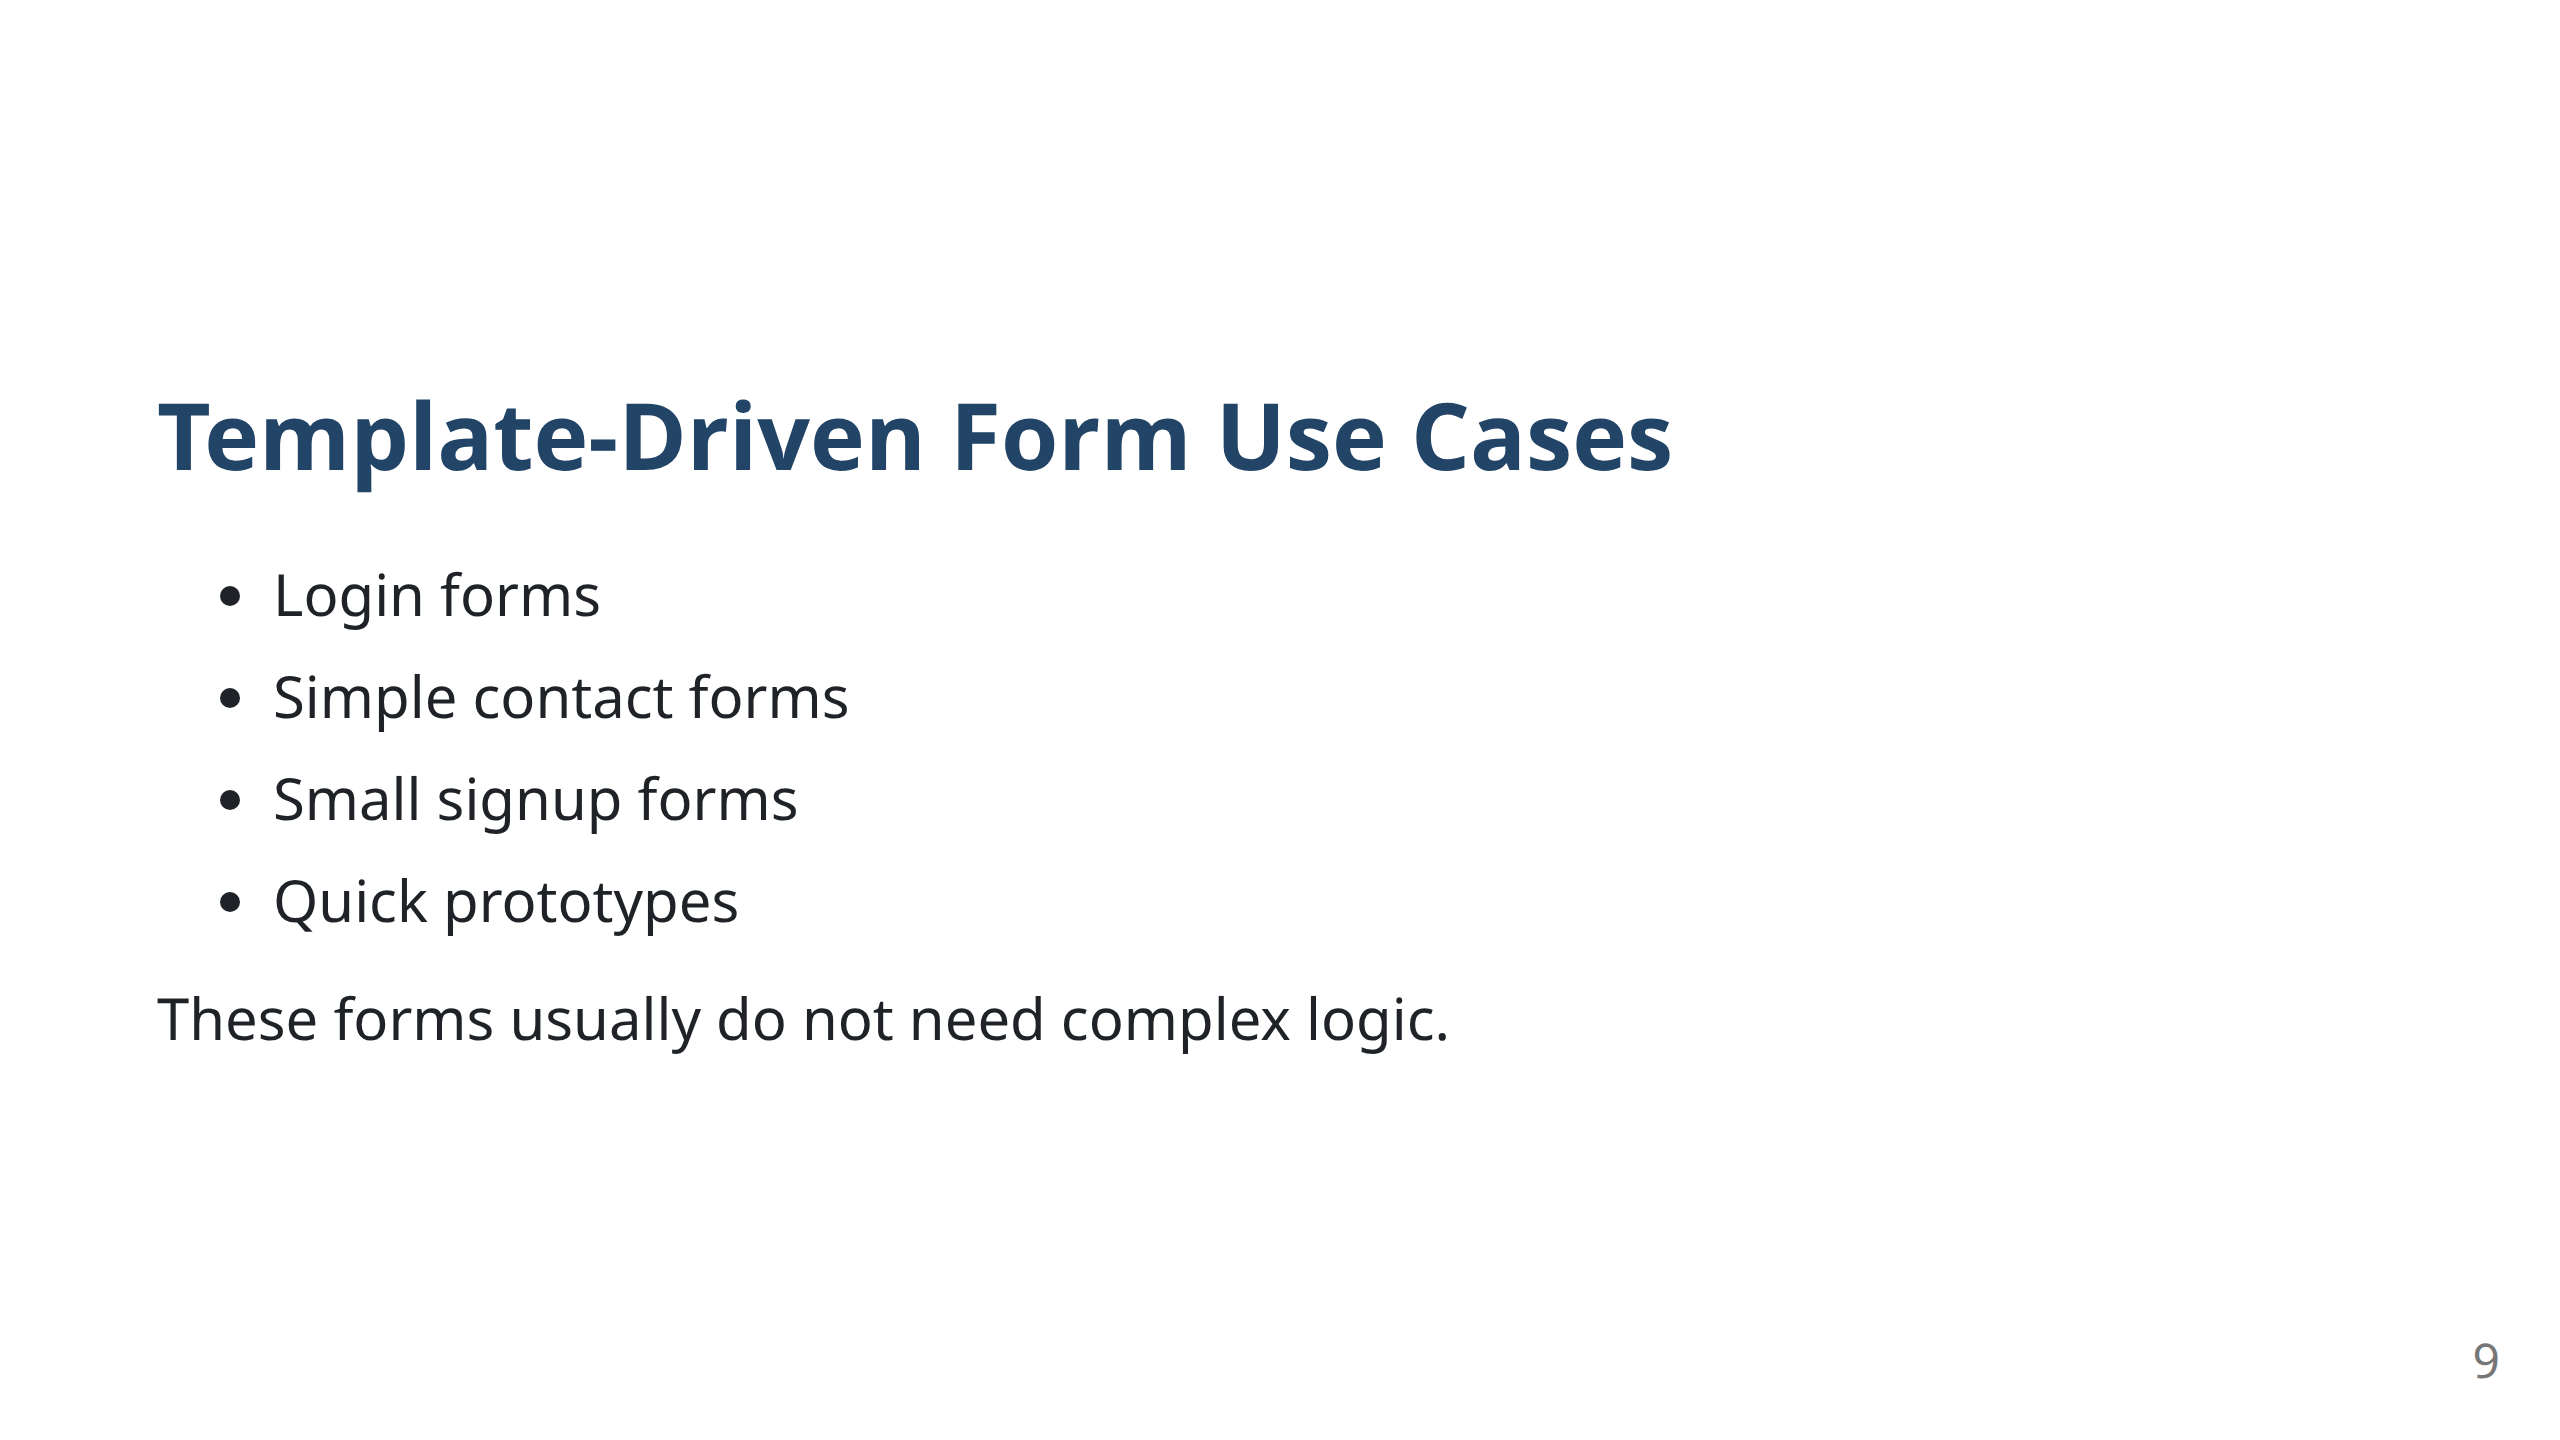 Template-Driven Form Use Cases
• Login forms
• Simple contact forms
• Small signup forms
• Quick prototypes
These forms usually do not need complex logic.
9